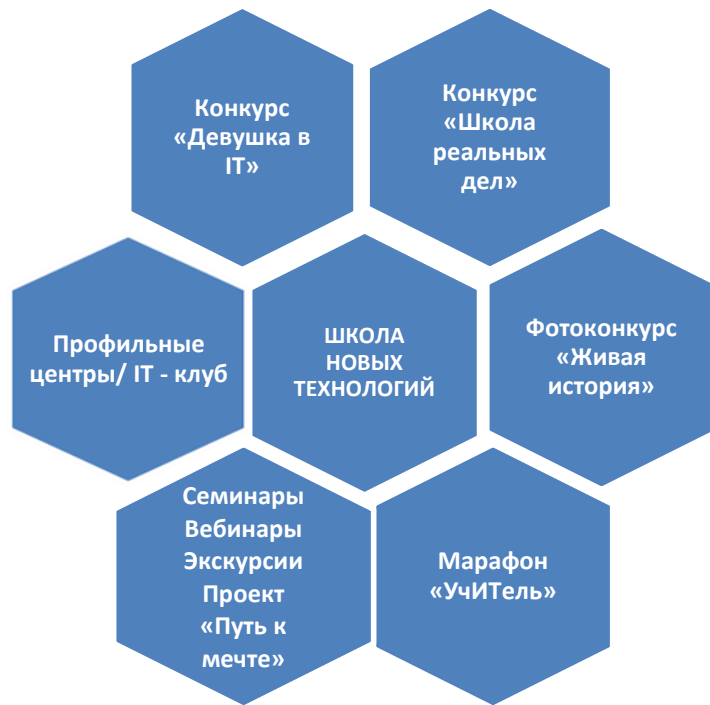 Конкурс
«Девушка в
IT»
Конкурс
«Школа
реальных
дел»
Профильные
центры/ IT - клуб
ШКОЛА
НОВЫХ
ТЕХНОЛОГИЙ
Фотоконкурс
«Живая
история»
Семинары
Вебинары
Экскурсии
Проект
«Путь к
мечте»
Марафон
«УчИТель»